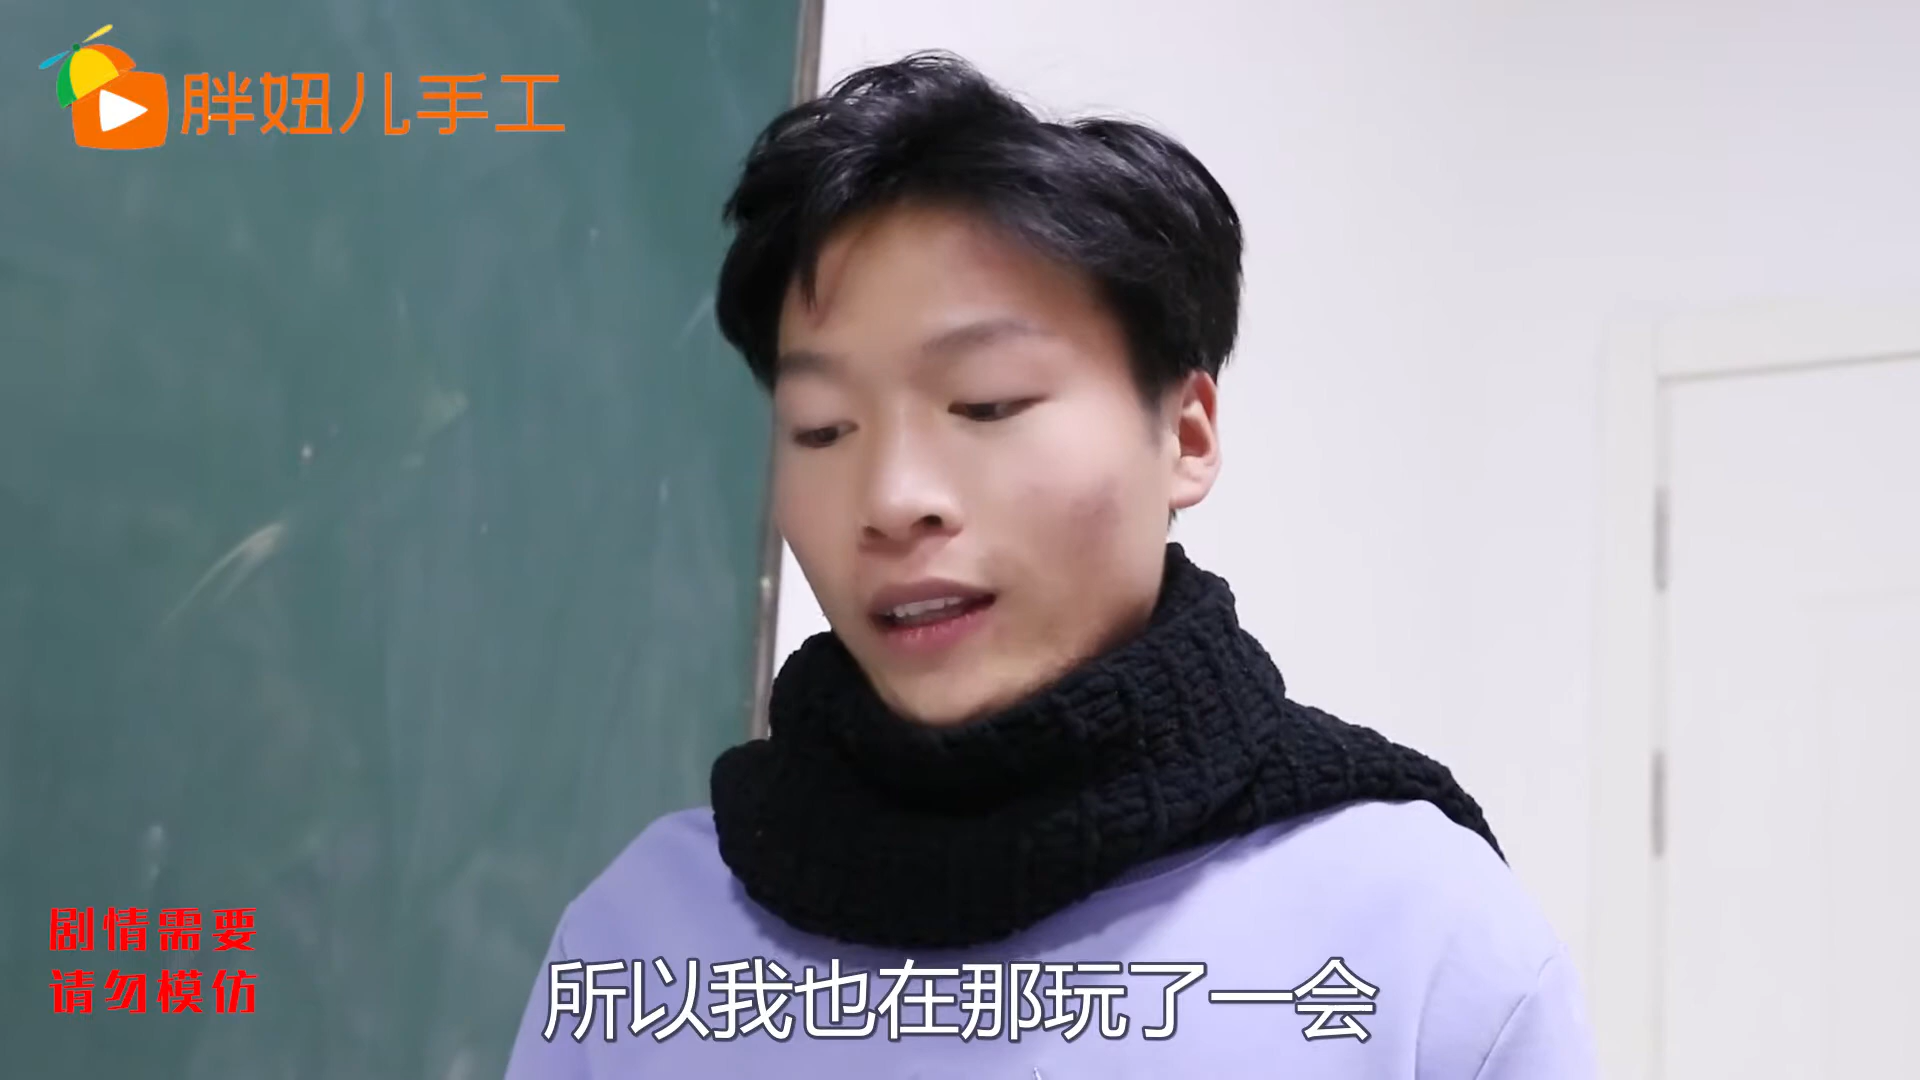 胖妞儿手工
剧情需要
请勿模仿
所以我也在那玩了一会